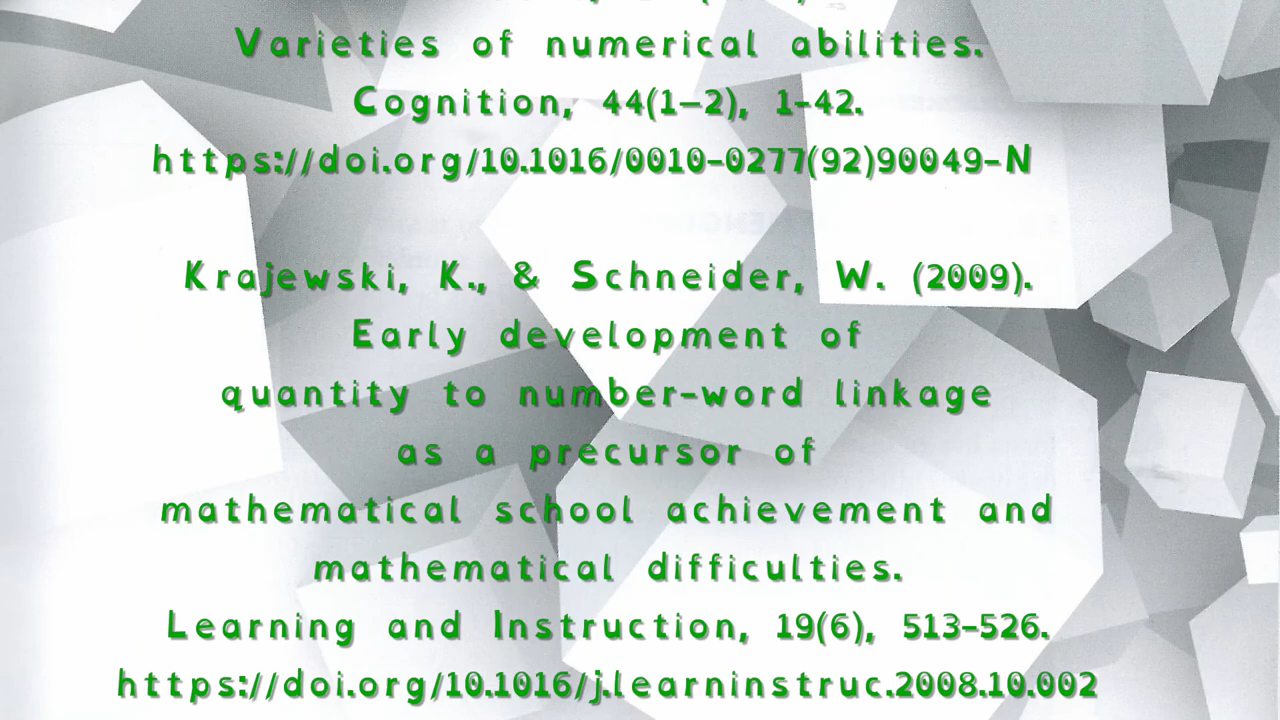 Varieties of numerical abilities.
Cognition, 44(1–2), 1-42.
https://doi.org/10.1016/0010-0277(92)90049-N
Krajewski, K., & Schneider, W. (2009).
Early development of
quantity to number-word linkage
as a precursor of
mathematical school achievement and
mathematical difficulties.
Learning and Instruction, 19(6), 513-526.
https://doi.org/10.1016/j.learninstruc.2008.10.002